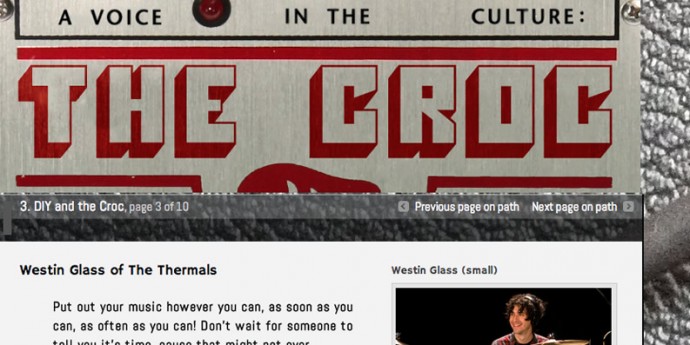 A VOICE IN THE CULTURE:
THE CROC
3. DIY and the Croc, page 3 of 10 Previous page on path Next page on path
Westin Glass of The Thermals
Westin Glass (small)
Put out your music however you can, as soon as you
can, as often as you can! Don't wait for someone to
tell you it's time, cause that might not ever